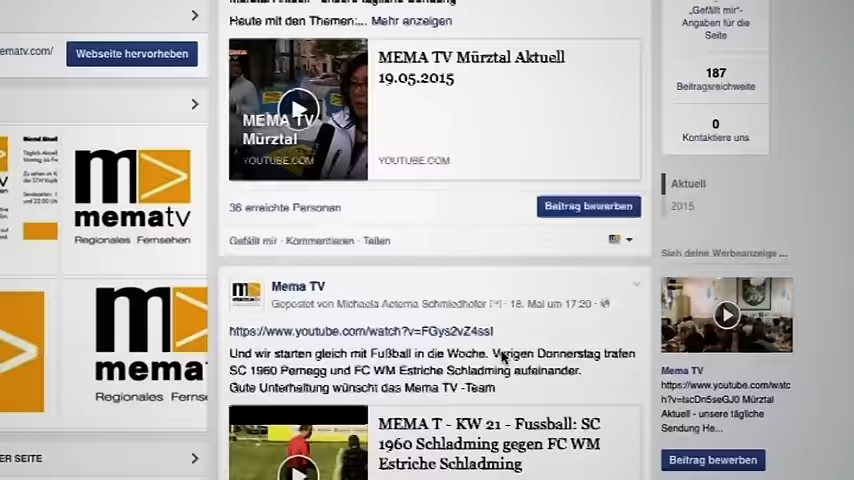 Heute mit den Themen:... Mehr anzeigen
MEMA TV Mürztal Aktuell
19.05.2015
MEMA TV
Mürztal
YOUTUBE.COM
YOUTUBE.COM
36 erreichte Personen
Beitrag bewerben
Gefällt mir · Kommentieren · Teilen
Mema TV
Gepostet von Michaela Schmiedhofer [?] · 18. Mai um 17:20 ·
https://www.youtube.com/watch?v=FGys2vZ4ssI
Und wir starten gleich mit Fußball in die Woche. Vorigen Donnerstag trafen
SC 1960 Pernegg und FC WM Estriche Schladming aufeinander.
Gute Unterhaltung wünscht das Mema TV -Team
MEMA T - KW 21 - Fussball: SC
1960 Schladming gegen FC WM
Estriche Schladming
ematv.com/
Webseite hervorheben
m>
mematv
Regionales Fernsehen
m>
mema
Regionales Ferns
ER SEITE
„Gefällt mir“-
Angaben für die
Seite
187
Beitragsreichweite
0
Kontaktiere uns
Aktuell
2015
Sieh deine Werbeanzeige ...
Mema TV
https://www.youtube.com/watc
h?v=IscDn5seGJ0 Mürztal
Aktuell - unsere tägliche
Sendung He...
Beitrag bewerben